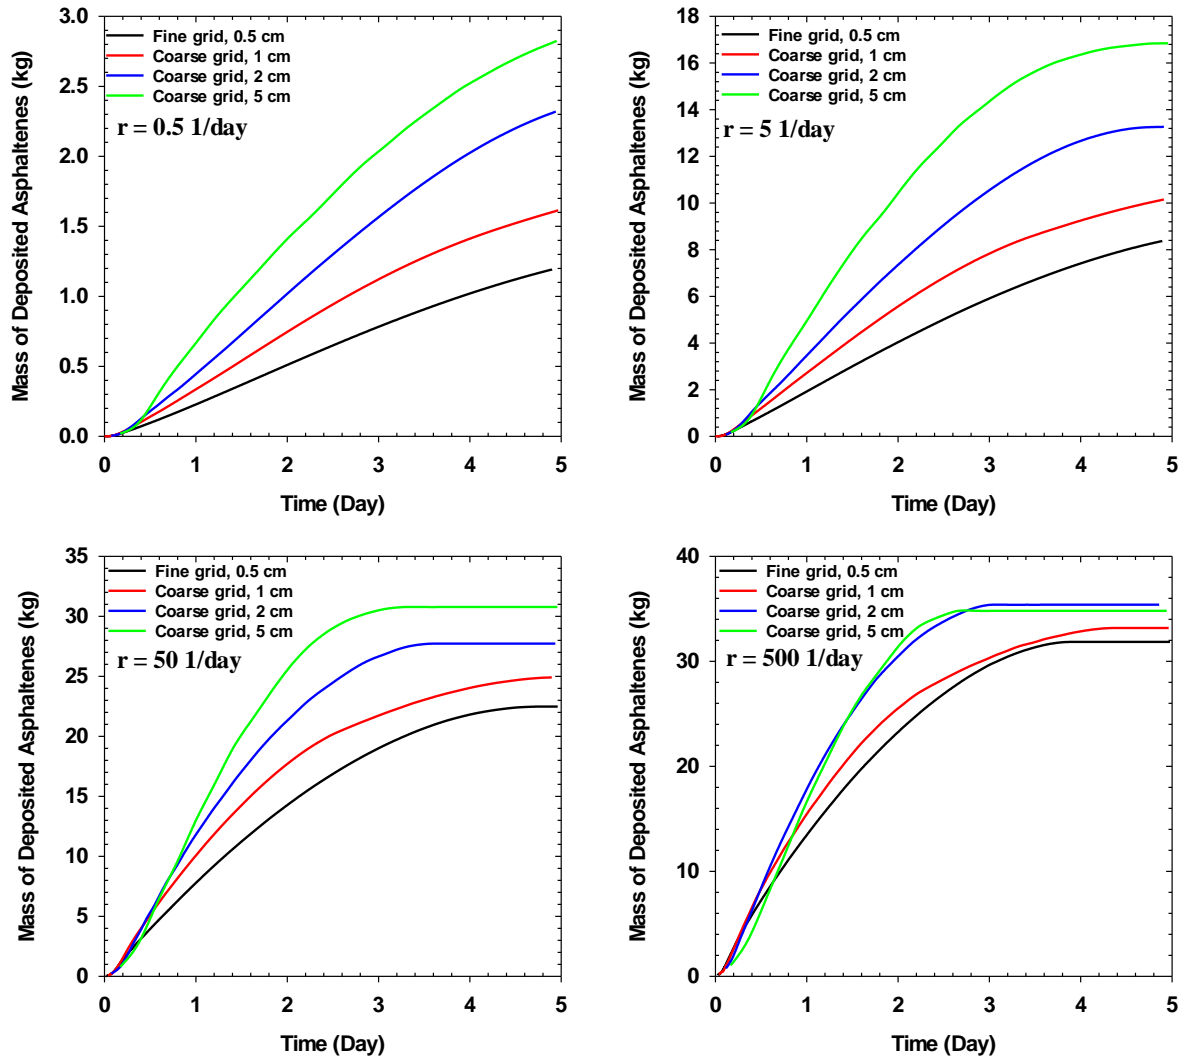 Mass of Deposited Asphaltenes (kg)
3.0
2.5
2.0
1.5
1.0
0.5
0.0
Fine grid, 0.5 cm
Coarse grid, 1 cm
Coarse grid, 2 cm
Coarse grid, 5 cm
r = 0.5 1/day
0 1 2 3 4 5
Time (Day)
Mass of Deposited Asphaltenes (kg)
18
16
14
12
10
8
6
4
2
0
Fine grid, 0.5 cm
Coarse grid, 1 cm
Coarse grid, 2 cm
Coarse grid, 5 cm
r = 5 1/day
0 1 2 3 4 5
Time (Day)
Mass of Deposited Asphaltenes (kg)
35
30
25
20
15
10
5
0
Fine grid, 0.5 cm
Coarse grid, 1 cm
Coarse grid, 2 cm
Coarse grid, 5 cm
r = 50 1/day
0 1 2 3 4 5
Time (Day)
Mass of Deposited Asphaltenes (kg)
40
30
20
10
0
Fine grid, 0.5 cm
Coarse grid, 1 cm
Coarse grid, 2 cm
Coarse grid, 5 cm
r = 500 1/day
0 1 2 3 4 5
Time (Day)